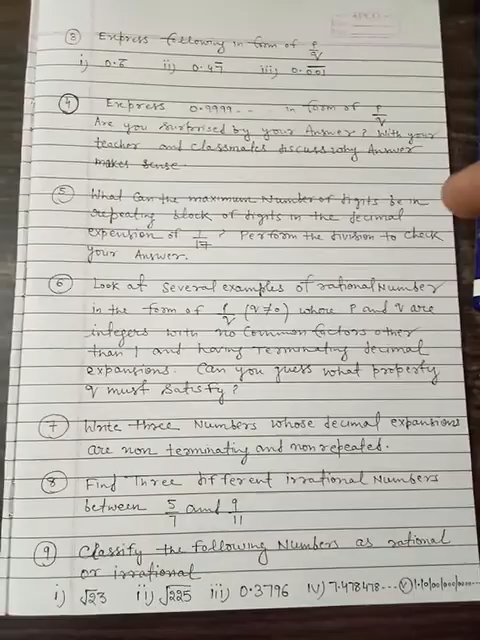 ③ Express following in form of p/q
i) 0.6̅ ii) 0.47̅ iii) 0.0̅0̅1̅
④ Express 0.9999.. in form of p/q
Are you surprised by your Answer? With your
teacher and classmates discuss why Answer
makes sense.
⑤ What Can the maximum Number of digits be in
repeating block of digits in the decimal
expension of 1/17 ? Perform the division to check
your Answer.
⑥ Look at Several examples of rational Number
in the form of p/q (q≠0) whose P and q are
integers with no Common factors other
than 1 and having terminating decimal
expansions. Can you guess what property
q must Satisfy?
⑦ Write three Numbers whose decimal expansions
are non terminating and non repeated.
⑧ Find Three different irrational Numbers
between 5/7 and 9/11
⑨ Classify the following Numbers as rational
or irrational
i) √23 ii) √225 iii) 0.3796 iv) 7.478478... (v)